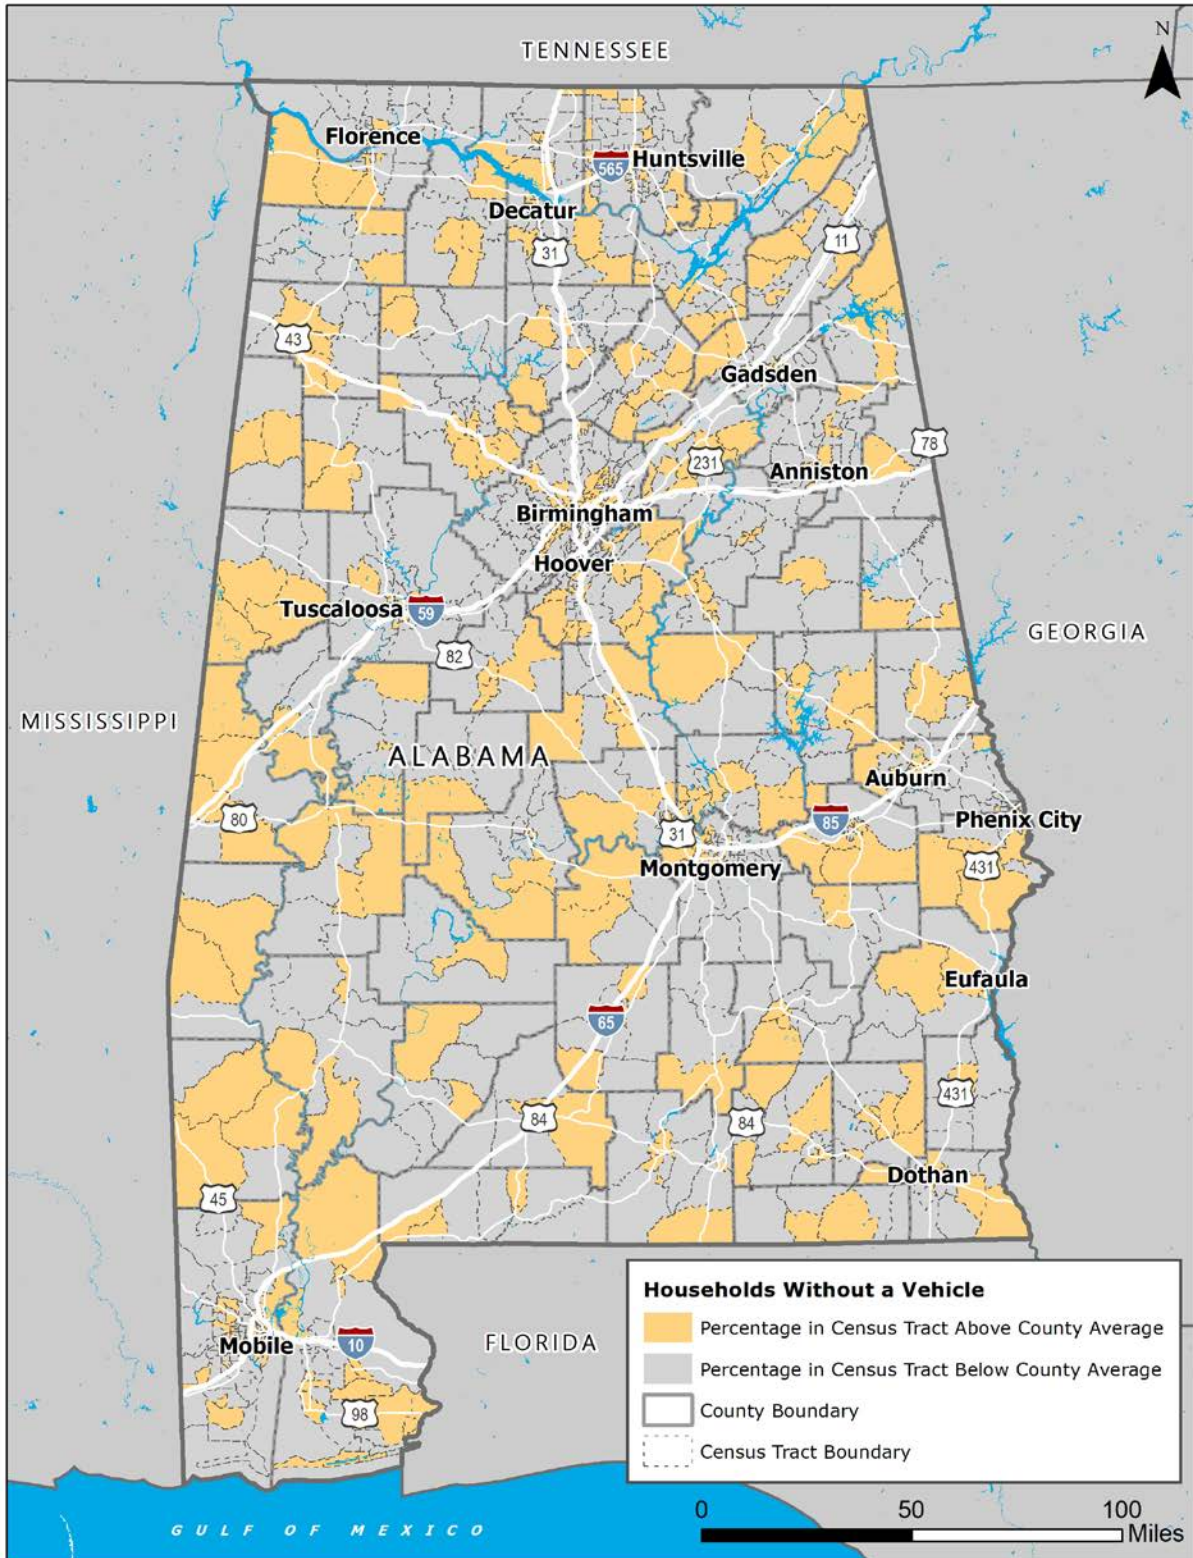 TENNESSEE
N
Florence
565
Huntsville
Decatur
31
11
43
Gadsden
231
78
Anniston
Birmingham
Hoover
Tuscaloosa
59
82
GEORGIA
MISSISSIPPI
ALABAMA
Auburn
80
31
85
Phenix City
Montgomery
431
Eufaula
65
84
84
431
Dothan
45
Mobile
10
FLORIDA
98
Households Without a Vehicle
Percentage in Census Tract Above County Average
Percentage in Census Tract Below County Average
County Boundary
Census Tract Boundary
0 50 100
Miles
GULF OF MEXICO